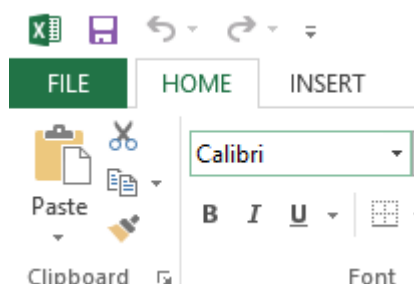 FILE HOME INSERT
Calibri
Paste
B I U
Clipboard Font